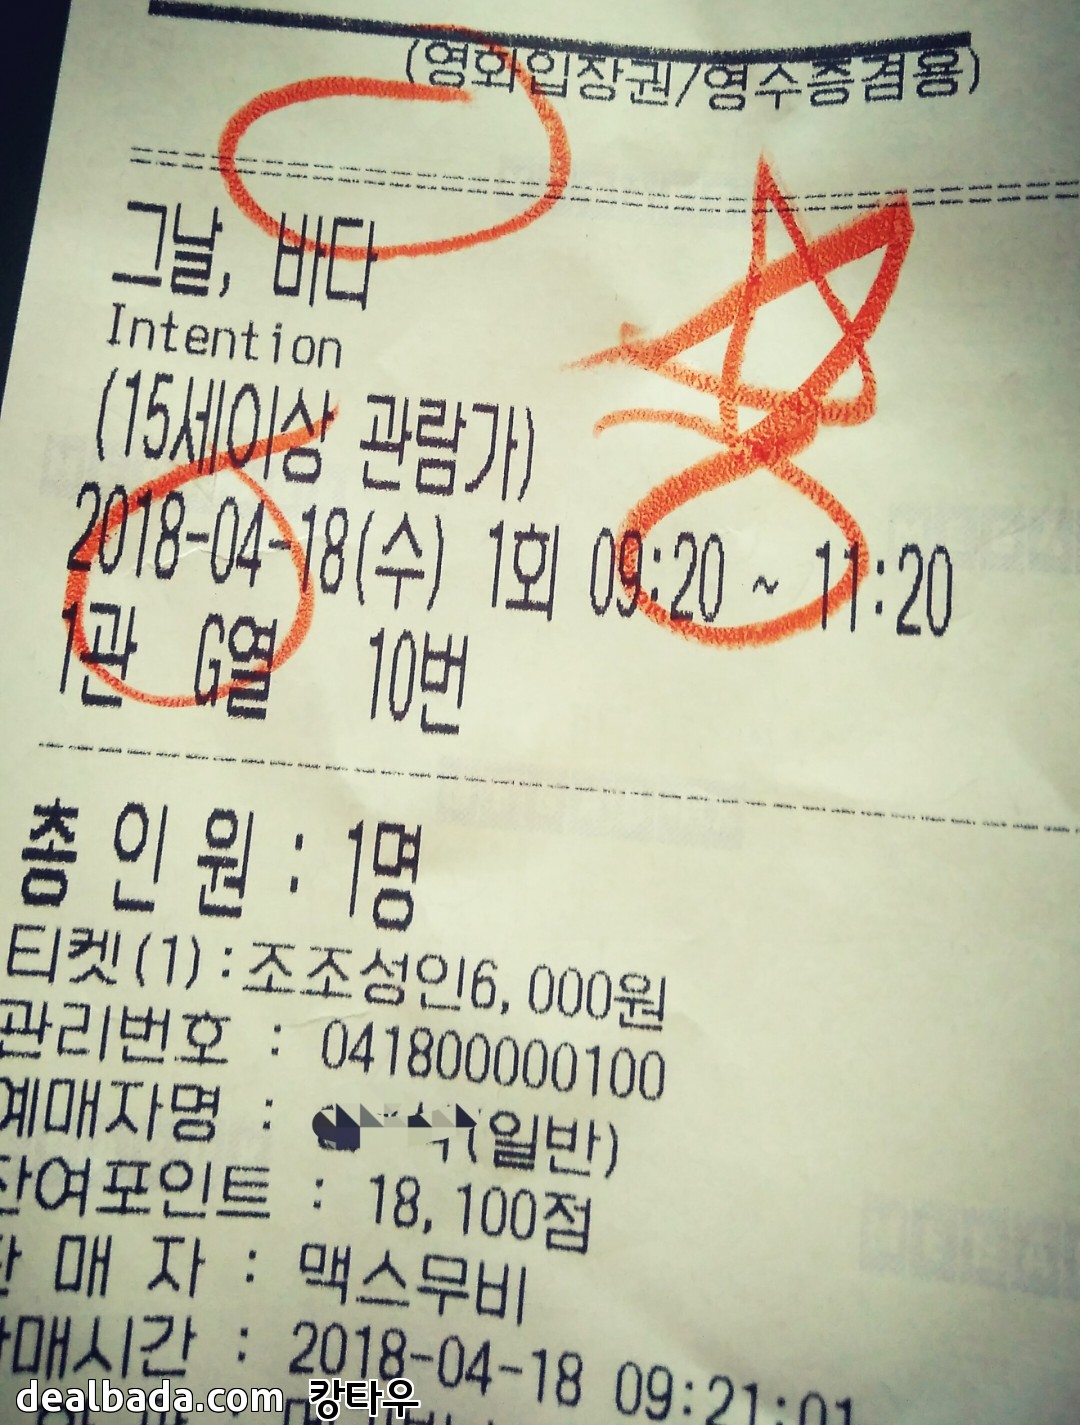 (영화입장권/영수증겸용)
그날, 바다
Intention
(15세이상 관람가)
2018-04-18(수) 1회 09:20 ~ 11:20
1관 G열 10번
총 인 원 : 1명
티켓(1):조조성인6,000원
관리번호 : 041800000100
예매자명 : (일반)
잔여포인트 : 18,100점
판 매 자 : 맥스무비
판매시간 : 2018-04-18 09:21:01
dealbada.com 캉타우